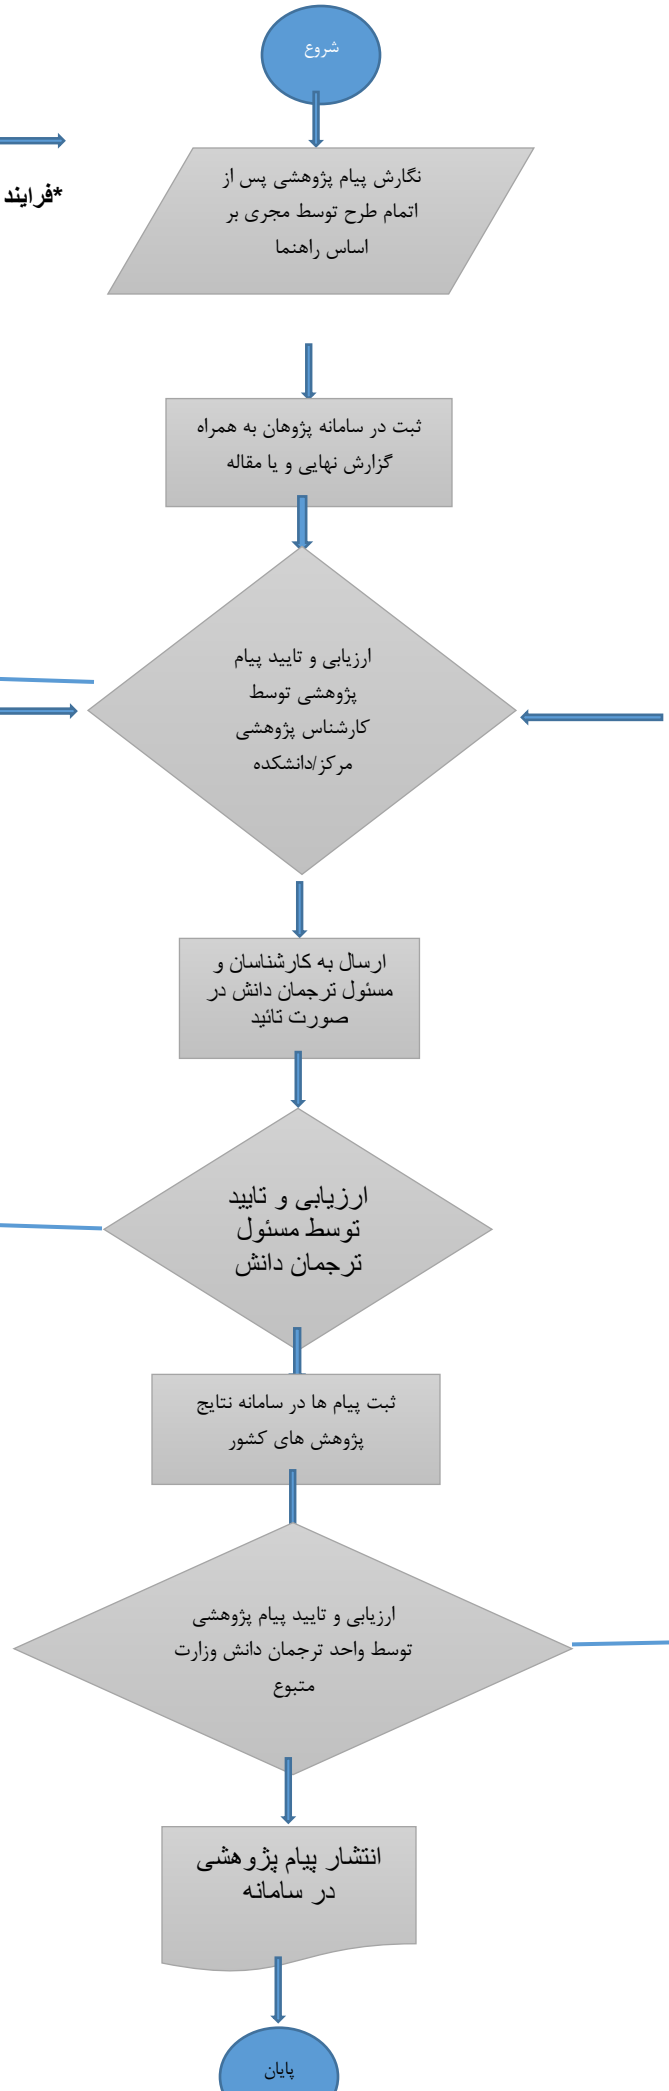 شروع
*فرایند
نگارش پیام پژوهشی پس از
اتمام طرح توسط مجری بر
اساس راهنما
ثبت در سامانه پژوهان به همراه
گزارش نهایی و یا مقاله
ارزیابی و تایید پیام
پژوهشی توسط
کارشناس پژوهشی
مرکز/دانشکده
ارسال به کارشناسان و
مسئول ترجمان دانش در
صورت تائید
ارزیابی و تایید
توسط مسئول
ترجمان دانش
ثبت پیام ها در سامانه نتایج
پژوهش های کشور
ارزیابی و تایید پیام پژوهشی
توسط واحد ترجمان دانش وزارت
متبوع
انتشار پیام پژوهشی
در سامانه
پایان